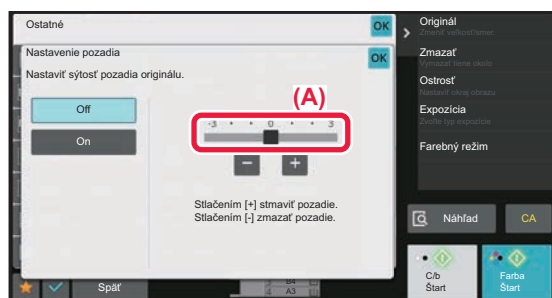 Ostatné
OK
Nastavenie pozadia
OK
Nastaviť sýtosť pozadia originálu.
Off
On
(A)
-3 • • 0 • • 3
− +
Stlačením [+] stmaviť pozadie.
Stlačením [-] zmazať pozadie.
Originál
Zmeniť veľkosť/smer.
Zmazať
Vymazať tiene okolo
Ostrosť
Nastaviť okraj obrazu
Expozícia
Zvoľte typ expozície
Farebný režim
Náhľad
CA
C/b
Štart
Farba
Štart
Späť
B4
A3